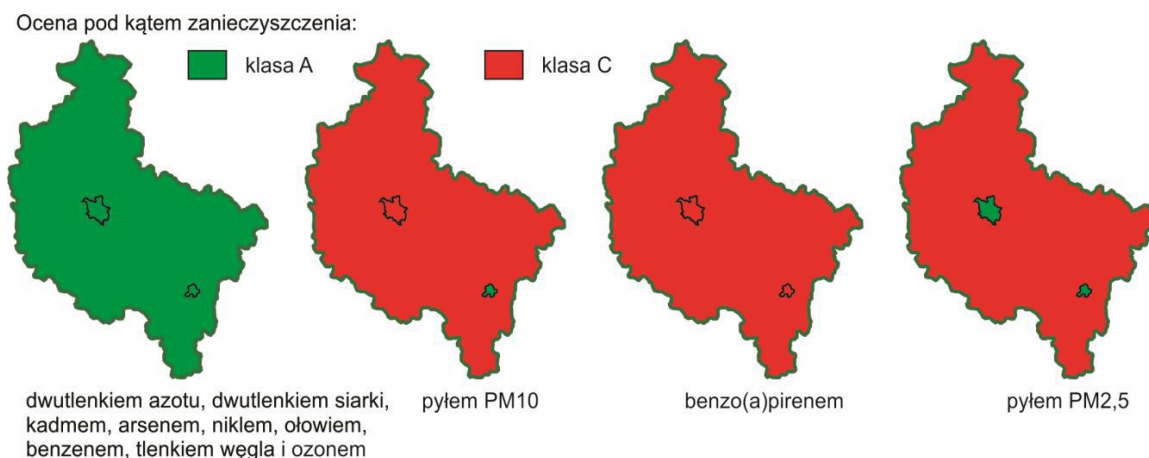 Ocena pod kątem zanieczyszczenia:
klasa A
klasa C
dwutlenkiem azotu, dwutlenkiem siarki,
kadmem, arsenem, niklem, ołowiem,
benzenem, tlenkiem węgla i ozonem
pyłem PM10
benzo(a)pirenem
pyłem PM2,5